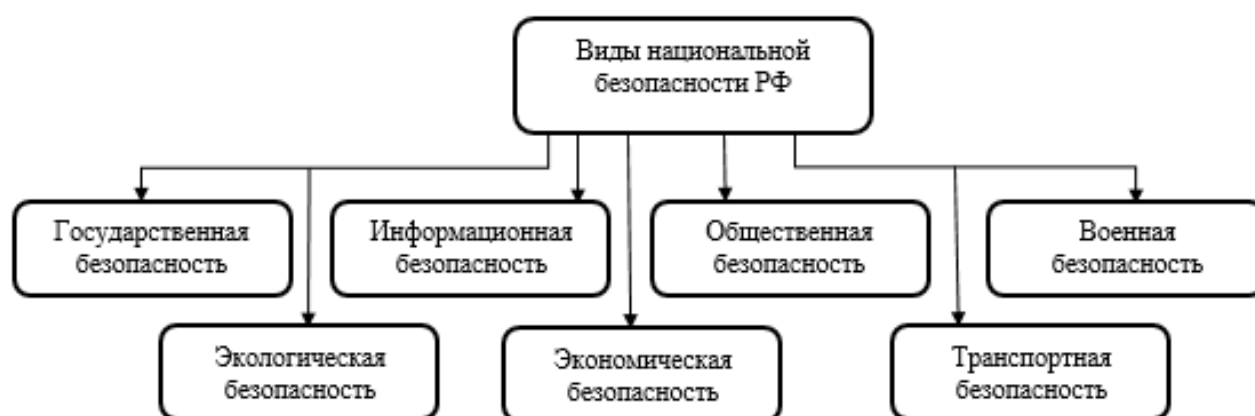 Виды национальной
безопасности РФ
Государственная
безопасность
Информационная
безопасность
Общественная
безопасность
Военная
безопасность
Экологическая
безопасность
Экономическая
безопасность
Транспортная
безопасность